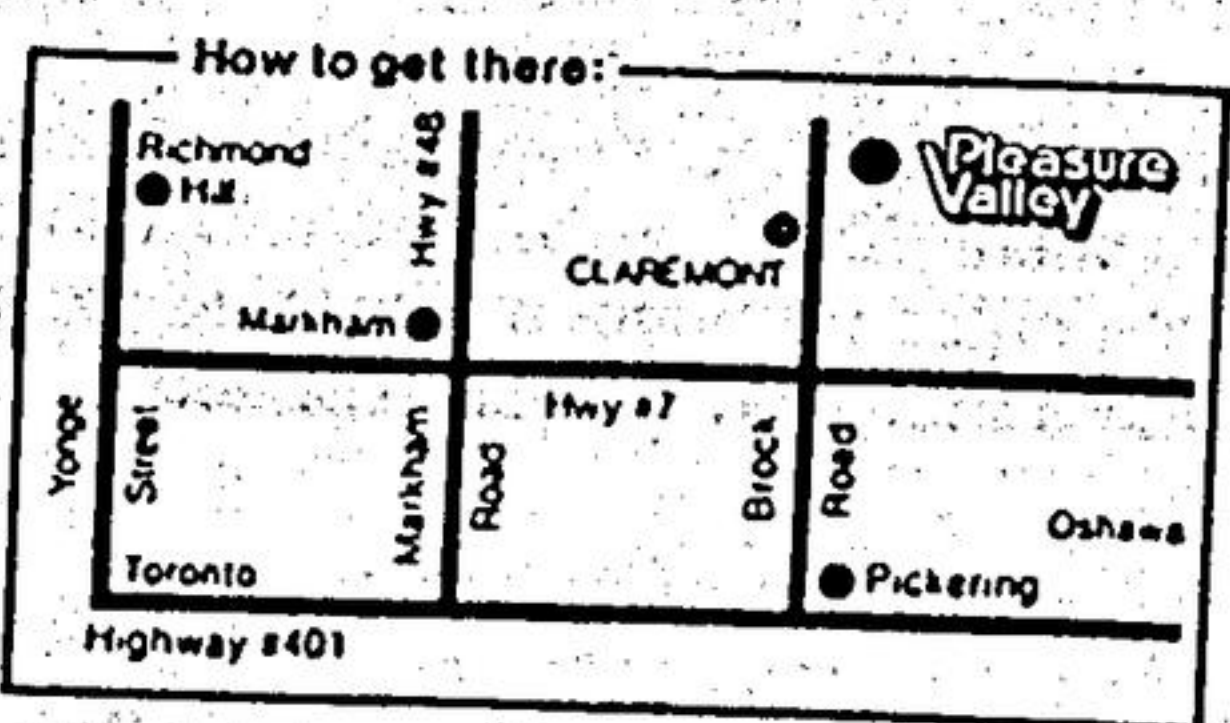 How to get there:
Richmond
Hill
Hwy #48
Pleasure
Valley
CLAREMONT
Markham
Hwy #7
Yonge
Street
Markham
Road
Brock
Road
Oshawa
Toronto
Pickering
Highway #401